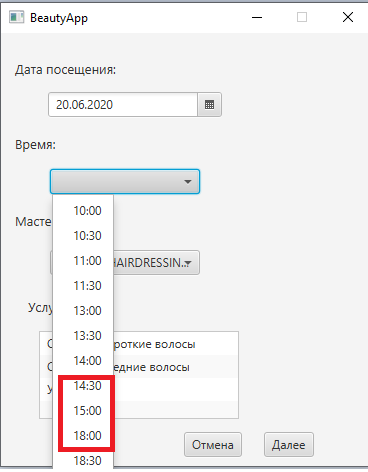 BeautyApp
Дата посещения:
20.06.2020
Время:
10:00
10:30
11:00
11:30
13:00
13:30
14:00
14:30
15:00
18:00
18:30
Масте
HAIRDRESSIN...
Услу
роткие волосы
едние волосы
Отмена
Далее